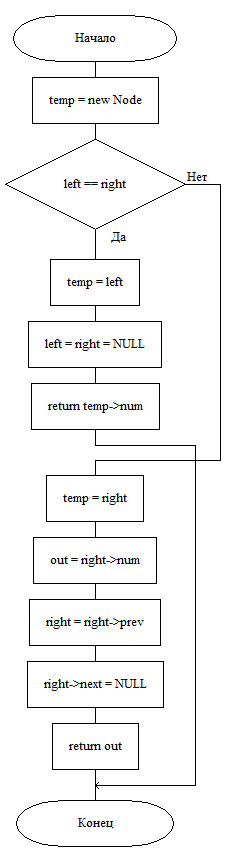 Начало
temp = new Node
left == right
Нет
Да
temp = left
left = right = NULL
return temp->num
temp = right
out = right->num
right = right->prev
right->next = NULL
return out
Конец